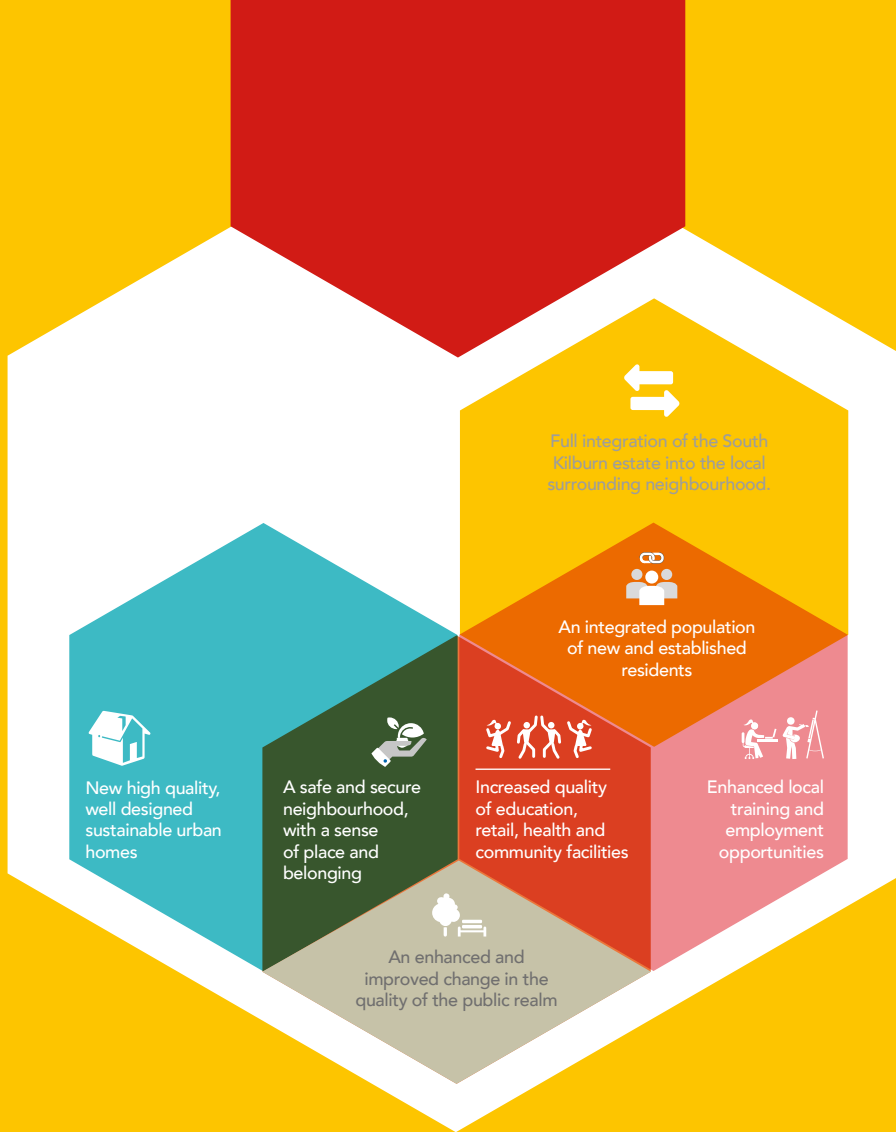 Full integration of the South
Kilburn estate into the local
surrounding neighbourhood.
An integrated population
of new and established
residents
New high quality,
well designed
sustainable urban
homes
A safe and secure
neighbourhood,
with a sense
of place and
belonging
Increased quality
of education,
retail, health and
community facilities
Enhanced local
training and
employment
opportunities
An enhanced and
improved change in the
quality of the public realm